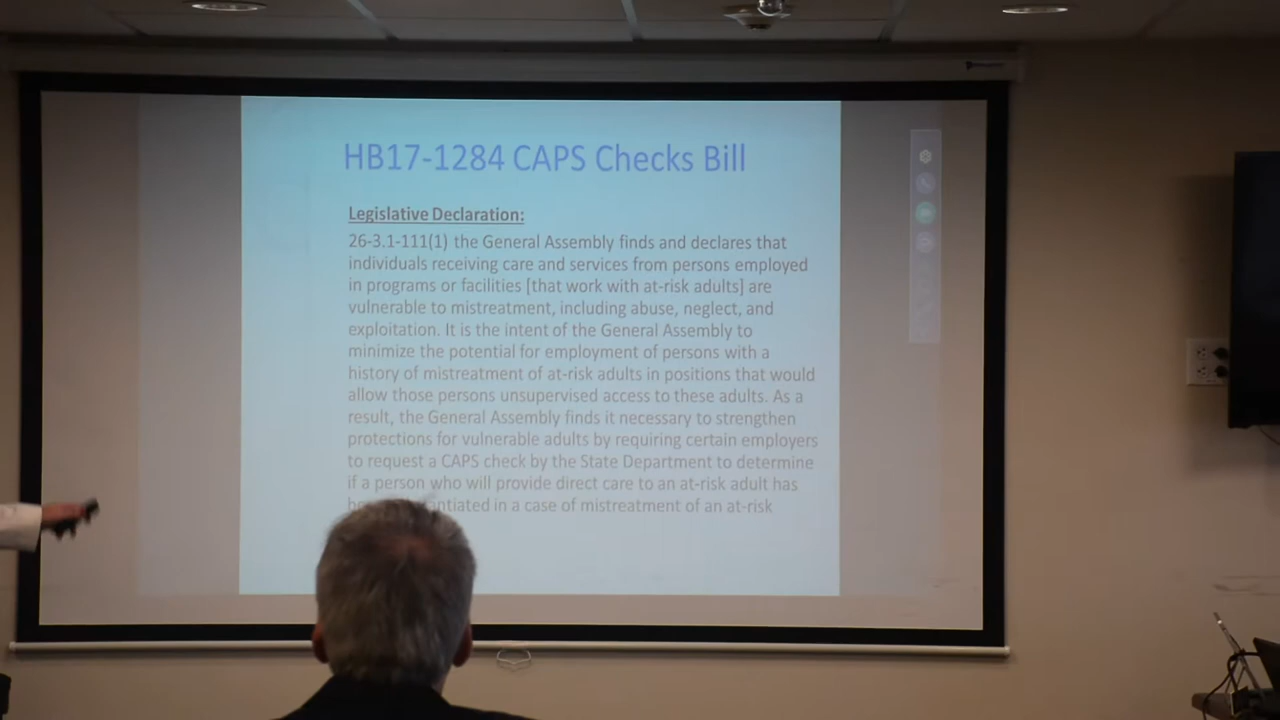 HB17-1284 CAPS Checks Bill
Legislative Declaration:
26-3.1-111(1) the General Assembly finds and declares that
individuals receiving care and services from persons employed
in programs or facilities [that work with at-risk adults] are
vulnerable to mistreatment, including abuse, neglect, and
exploitation. It is the intent of the General Assembly to
minimize the potential for employment of persons with a
history of mistreatment of at-risk adults in positions that would
allow those persons unsupervised access to these adults. As a
result, the General Assembly finds it necessary to strengthen
protections for vulnerable adults by requiring certain employers
to request a CAPS check by the State Department to determine
if a person who will provide direct care to an at-risk adult has
in a case of mistreatment of an at-risk